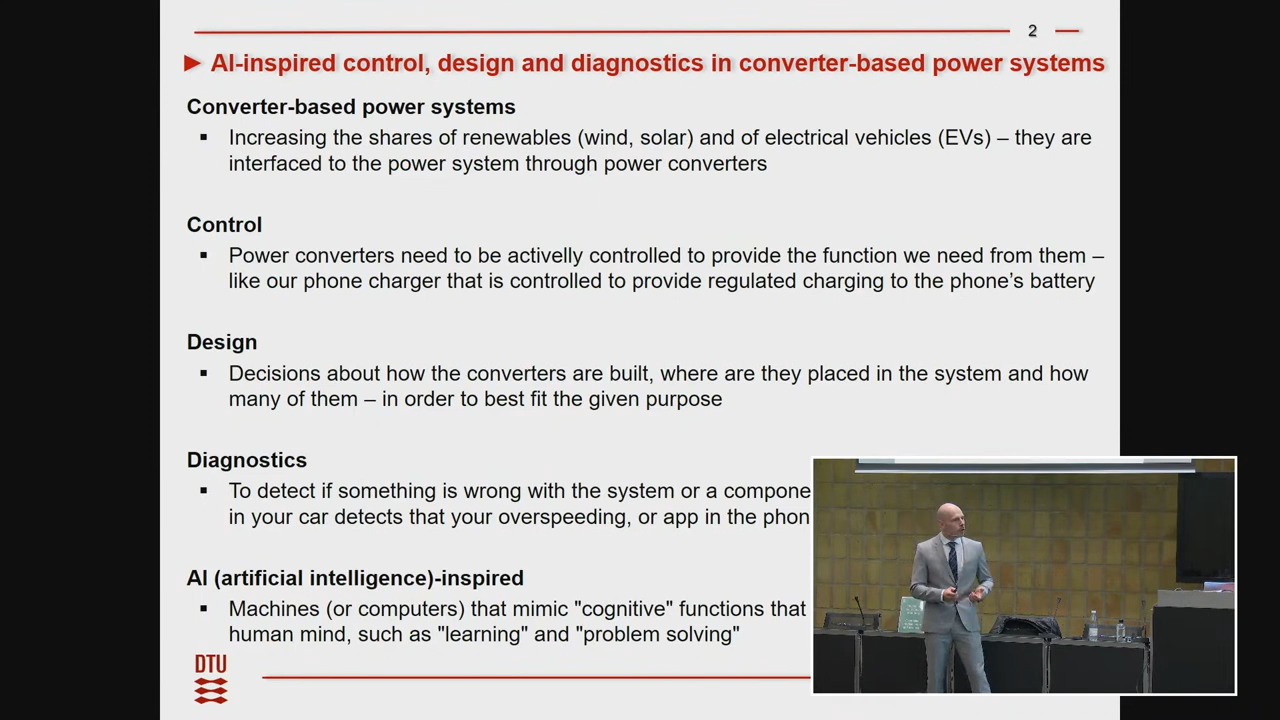 2
► AI-inspired control, design and diagnostics in converter-based power systems
Converter-based power systems
▪ Increasing the shares of renewables (wind, solar) and of electrical vehicles (EVs) – they are
interfaced to the power system through power converters
Control
▪ Power converters need to be activelly controlled to provide the function we need from them –
like our phone charger that is controlled to provide regulated charging to the phone's battery
Design
▪ Decisions about how the converters are built, where are they placed in the system and how
many of them – in order to best fit the given purpose
Diagnostics
▪ To detect if something is wrong with the system or a compone
in your car detects that your overspeeding, or app in the phon
AI (artificial intelligence)-inspired
▪ Machines (or computers) that mimic "cognitive" functions that
human mind, such as "learning" and "problem solving"
DTU